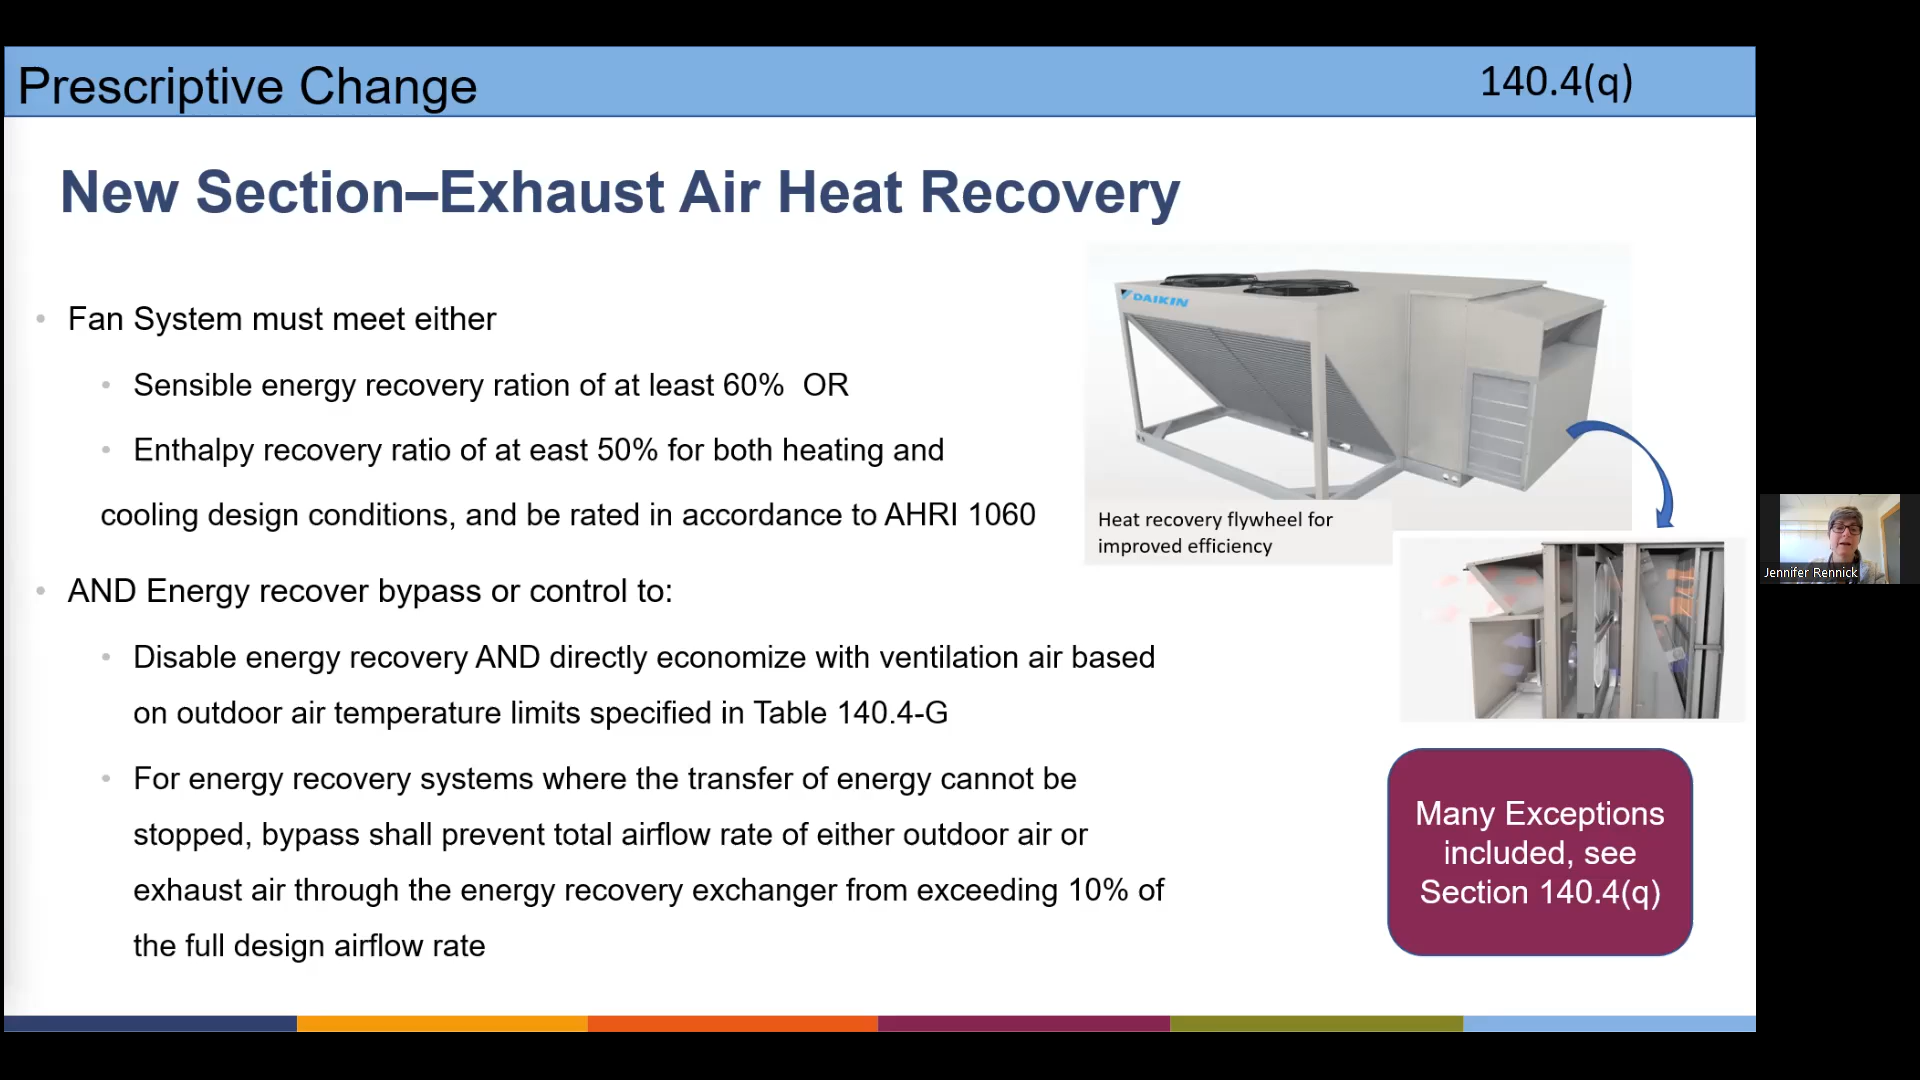 Prescriptive Change
140.4(q)
New Section–Exhaust Air Heat Recovery
• Fan System must meet either
• Sensible energy recovery ration of at least 60%  OR
• Enthalpy recovery ratio of at east 50% for both heating and
cooling design conditions, and be rated in accordance to AHRI 1060
• AND Energy recover bypass or control to:
• Disable energy recovery AND directly economize with ventilation air based
on outdoor air temperature limits specified in Table 140.4-G
• For energy recovery systems where the transfer of energy cannot be
stopped, bypass shall prevent total airflow rate of either outdoor air or
exhaust air through the energy recovery exchanger from exceeding 10% of
the full design airflow rate
DAIKIN
Heat recovery flywheel for
improved efficiency
Many Exceptions
included, see
Section 140.4(q)
Jennifer Rennick